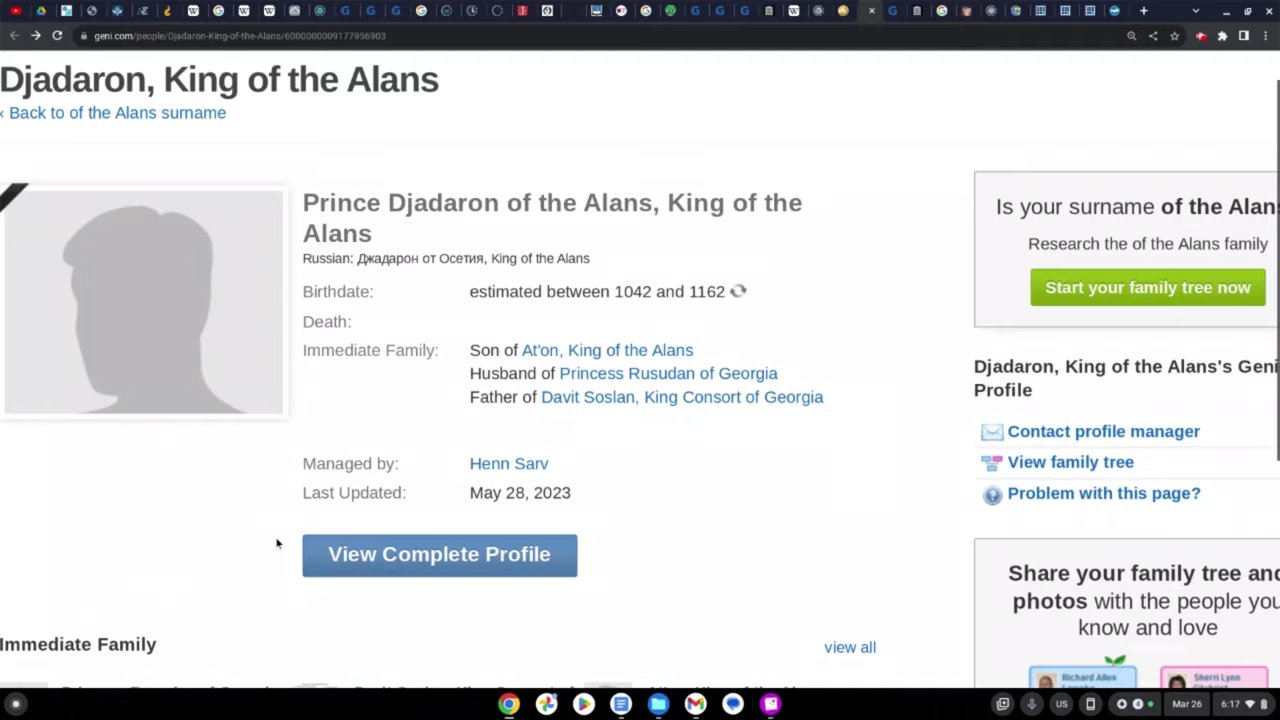 geni.com/people/Djadaron-King-of-the-Alans/6000000009177956903
Djadaron, King of the Alans
‹ Back to of the Alans surname
Prince Djadaron of the Alans, King of the
Alans
Russian: Джадарон от Осетия, King of the Alans
Birthdate: estimated between 1042 and 1162
Death:
Immediate Family: Son of At'on, King of the Alans
Husband of Princess Rusudan of Georgia
Father of Davit Soslan, King Consort of Georgia
Managed by: Henn Sarv
Last Updated: May 28, 2023
View Complete Profile
Immediate Family
view all
Is your surname of the Alan
Research the of the Alans family
Start your family tree now
Djadaron, King of the Alans's Geni
Profile
Contact profile manager
View family tree
Problem with this page?
Share your family tree and
photos with the people you
know and love
Richard Allen
Sherri Lynn
US
Mar 26
6:17